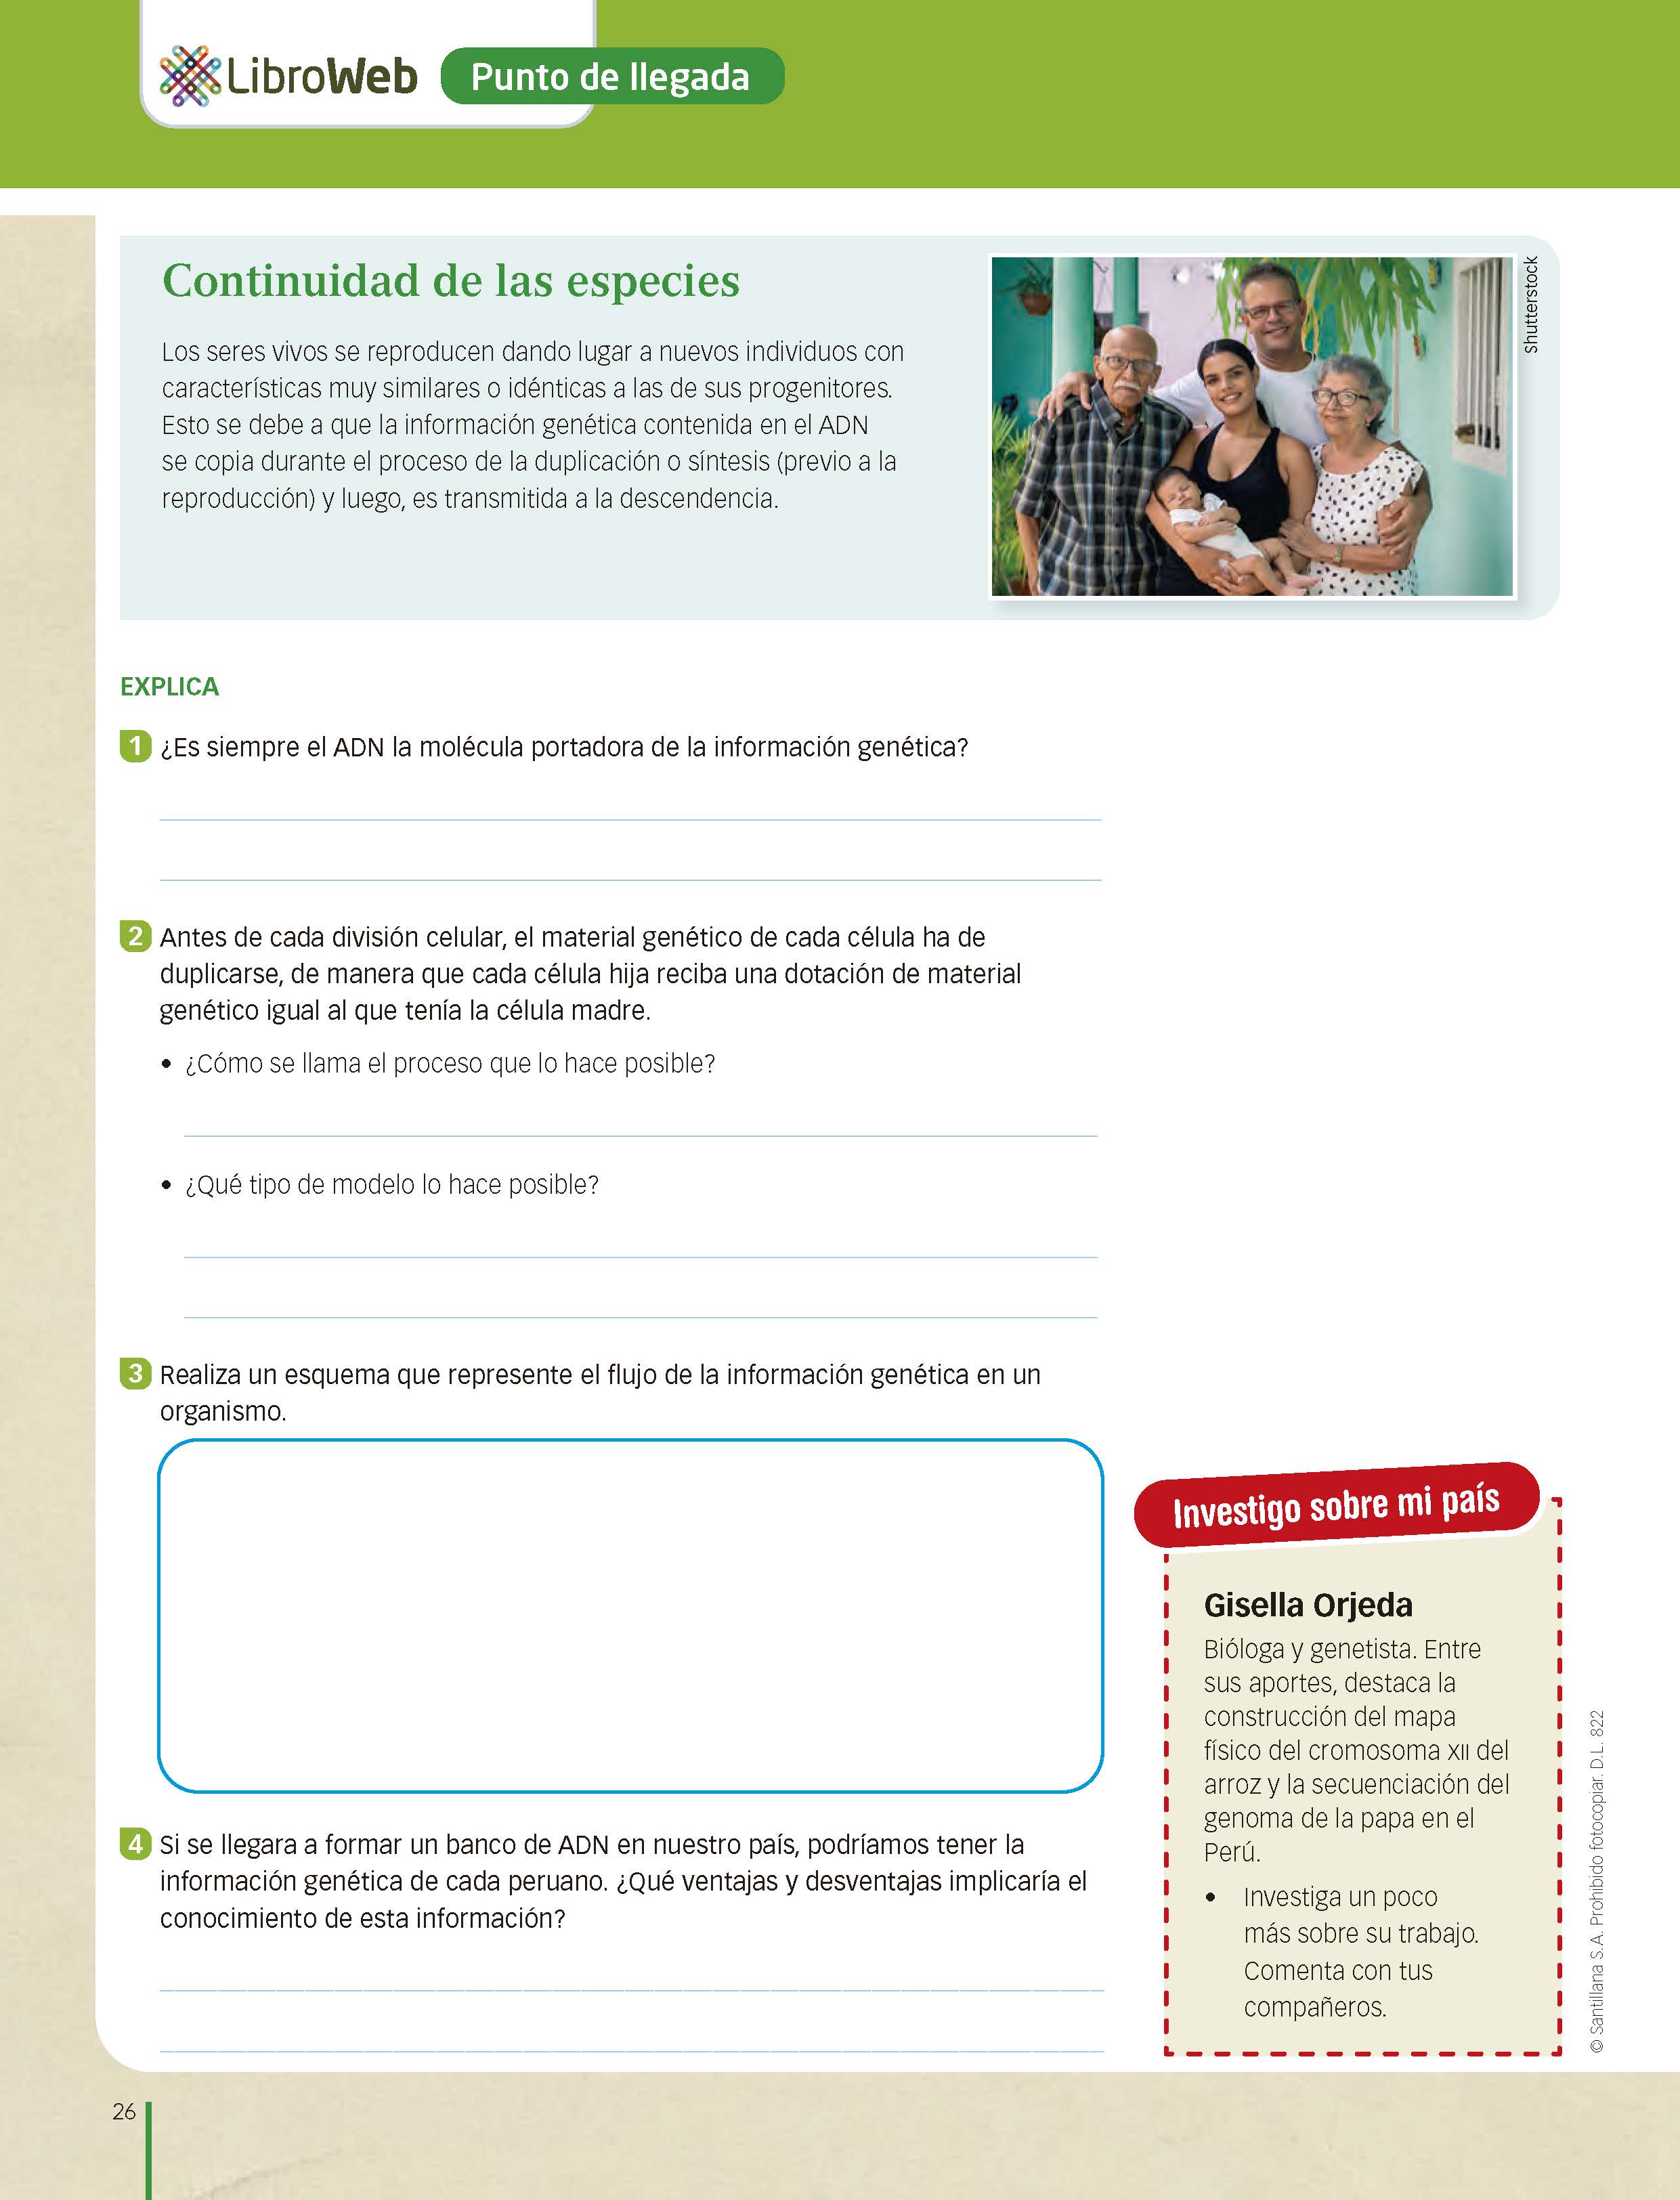 LibroWeb
Punto de llegada
Continuidad de las especies
Los seres vivos se reproducen dando lugar a nuevos individuos con
características muy similares o idénticas a las de sus progenitores.
Esto se debe a que la información genética contenida en el ADN
se copia durante el proceso de la duplicación o síntesis (previo a la
reproducción) y luego, es transmitida a la descendencia.
Shutterstock
EXPLICA
1 ¿Es siempre el ADN la molécula portadora de la información genética?
2 Antes de cada división celular, el material genético de cada célula ha de
duplicarse, de manera que cada célula hija reciba una dotación de material
genético igual al que tenía la célula madre.
• ¿Cómo se llama el proceso que lo hace posible?
• ¿Qué tipo de modelo lo hace posible?
3 Realiza un esquema que represente el flujo de la información genética en un
organismo.
4 Si se llegara a formar un banco de ADN en nuestro país, podríamos tener la
información genética de cada peruano. ¿Qué ventajas y desventajas implicaría el
conocimiento de esta información?
Investigo sobre mi país
Gisella Orjeda
Bióloga y genetista. Entre
sus aportes, destaca la
construcción del mapa
físico del cromosoma XII del
arroz y la secuenciación del
genoma de la papa en el
Perú.
• Investiga un poco
más sobre su trabajo.
Comenta con tus
compañeros.
© Santillana S.A. Prohibido fotocopiar. D.L. 822
26